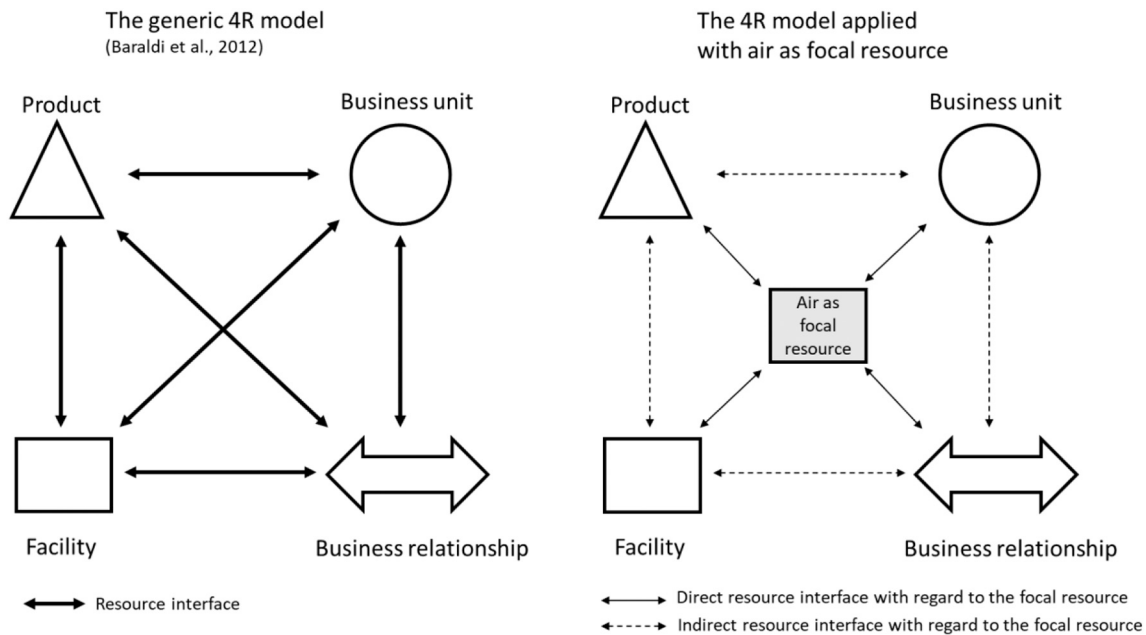 The generic 4R model
(Baraldi et al., 2012)
Product
Business unit
Facility
Business relationship
Resource interface
The 4R model applied
with air as focal resource
Product
Business unit
Air as
focal
resource
Facility
Business relationship
Direct resource interface with regard to the focal resource
Indirect resource interface with regard to the focal resource